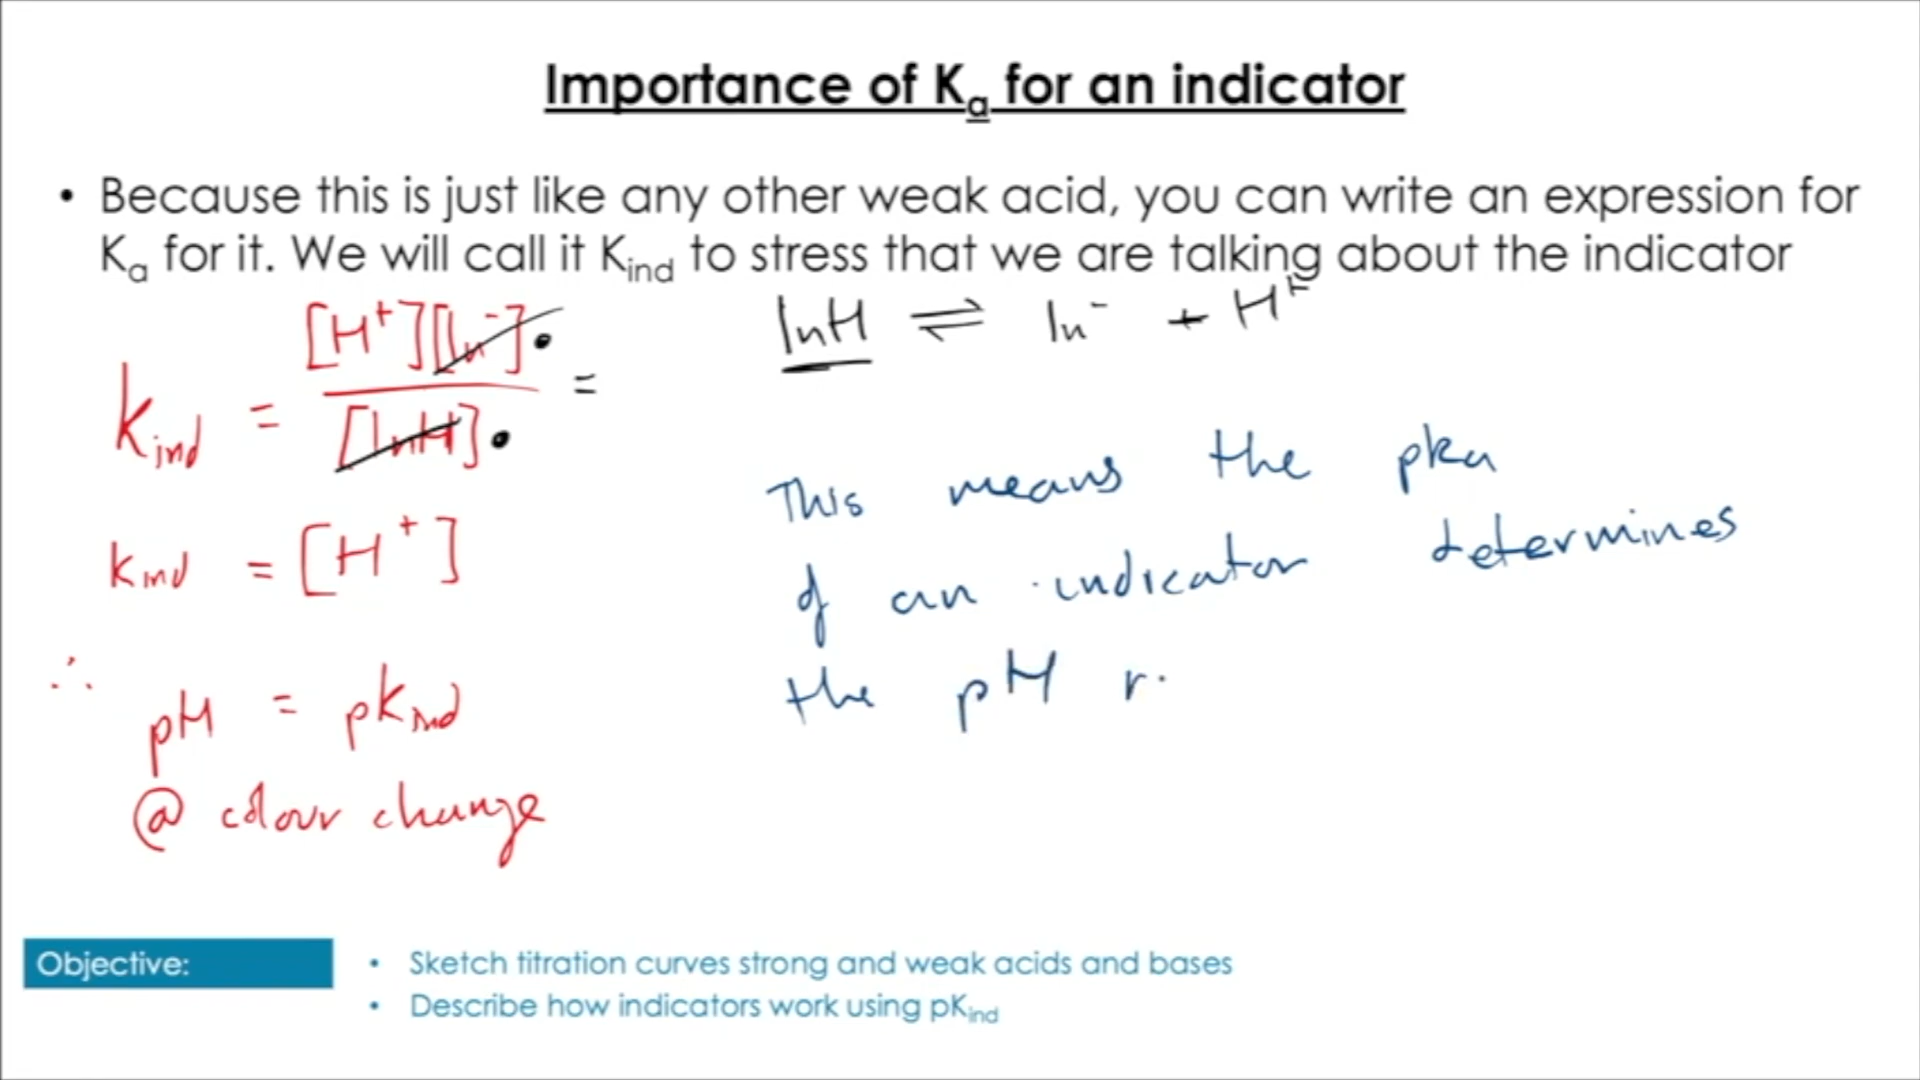 Importance of Ka for an indicator
• Because this is just like any other weak acid, you can write an expression for
Ka for it. We will call it Kind to stress that we are talking about the indicator
InH ⇌ In⁻ + H⁺
Kind = [H⁺][In⁻] / [InH] =
Kind = [H⁺]
∴ pH = pKind
@ colour change
This means the pka
of an indicator determines
the pH r
Objective:
• Sketch titration curves strong and weak acids and bases
• Describe how indicators work using pKind